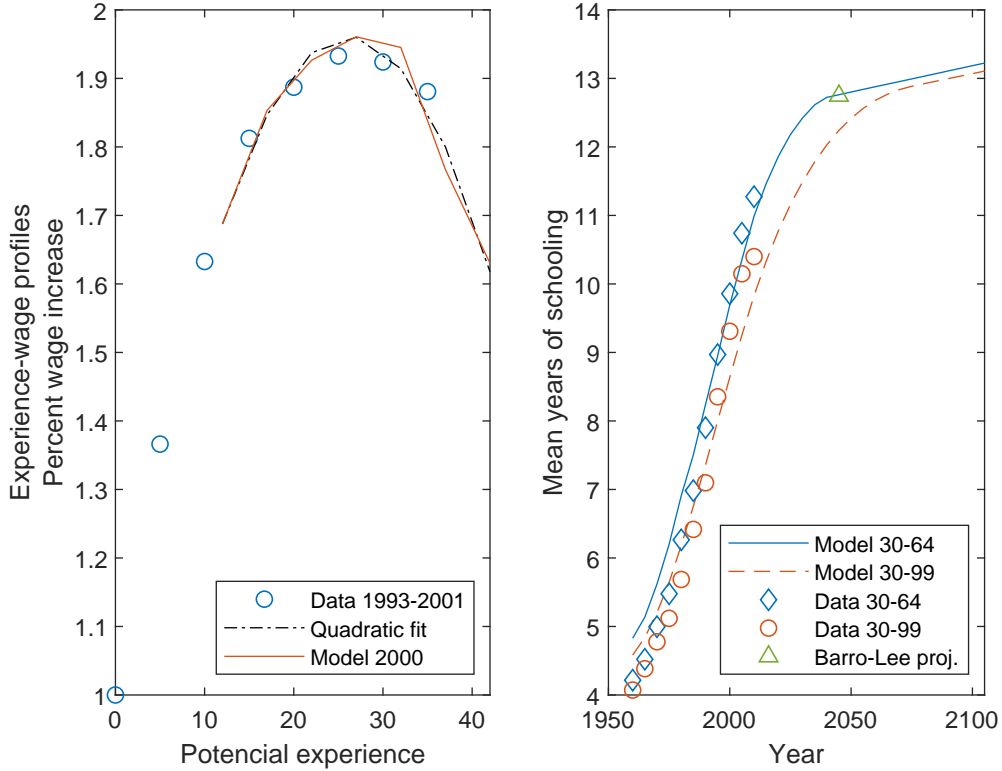 Experience-wage profiles
Percent wage increase
2
1.9
1.8
1.7
1.6
1.5
1.4
1.3
1.2
1.1
1
0
10
20
30
40
Potencial experience
Data 1993-2001
Quadratic fit
Model 2000
Mean years of schooling
14
13
12
11
10
9
8
7
6
5
4
1950
2000
2050
2100
Year
Model 30-64
Model 30-99
Data 30-64
Data 30-99
Barro-Lee proj.